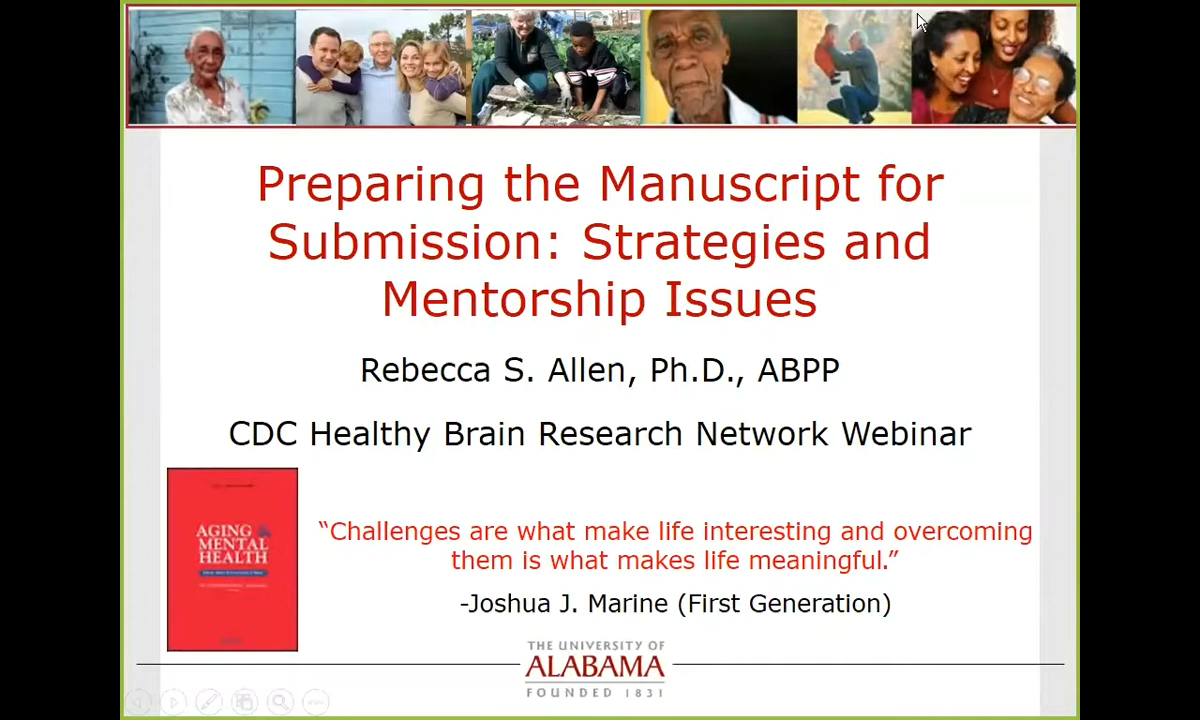 Preparing the Manuscript for
Submission: Strategies and
Mentorship Issues
Rebecca S. Allen, Ph.D., ABPP
CDC Healthy Brain Research Network Webinar
AGING &
MENTAL
HEALTH
“Challenges are what make life interesting and overcoming
them is what makes life meaningful.”
-Joshua J. Marine (First Generation)
THE UNIVERSITY OF
ALABAMA
FOUNDED 1831